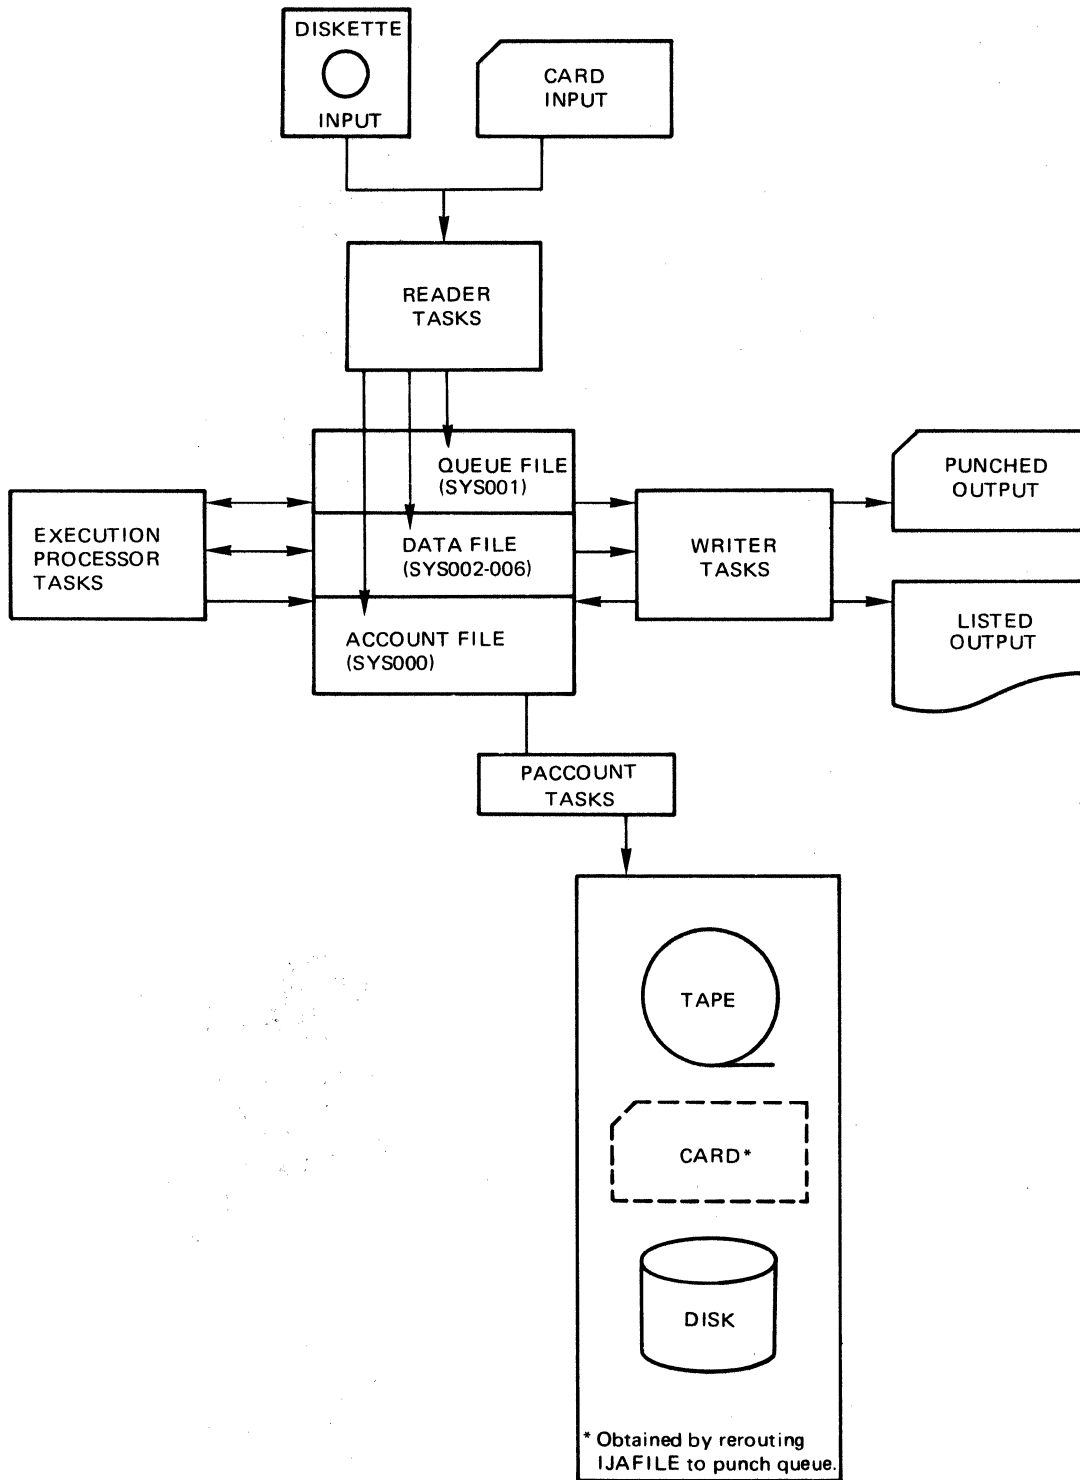 DISKETTE
INPUT
CARD
INPUT
READER
TASKS
QUEUE FILE
(SYS001)
DATA FILE
(SYS002-006)
ACCOUNT FILE
(SYS000)
EXECUTION
PROCESSOR
TASKS
WRITER
TASKS
PUNCHED
OUTPUT
LISTED
OUTPUT
PACCOUNT
TASKS
TAPE
CARD*
DISK
* Obtained by rerouting
IJAFILE to punch queue.